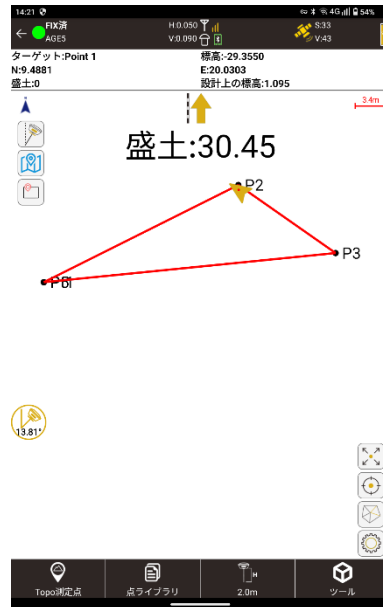 14:21 4G 54%
FIX済 H:0.050 S:33
AGE5 V:0.090 V:43
ターゲット:Point 1 標高:-29.3550
N:9.4881 E:20.0303
盛土:0 設計上の標高:1.095
3.4m
盛土:30.45
P2
P3
13.81°
H
Topo測定点 点ライブラリ 2.0m ツール